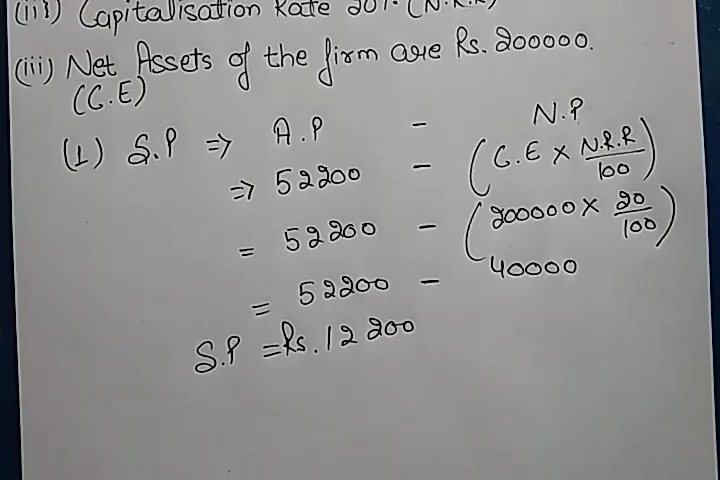 (ii) Capitalisation Rate 20% (N.R.R)
(iii) Net Assets of the firm are Rs. 200000.
(C.E)
(1) S.P ⇒ A.P - N.P
⇒ 52200 - (C.E × N.R.R/100)
= 52200 - (200000 × 20/100)
= 52200 - 40000
S.P = Rs. 12200